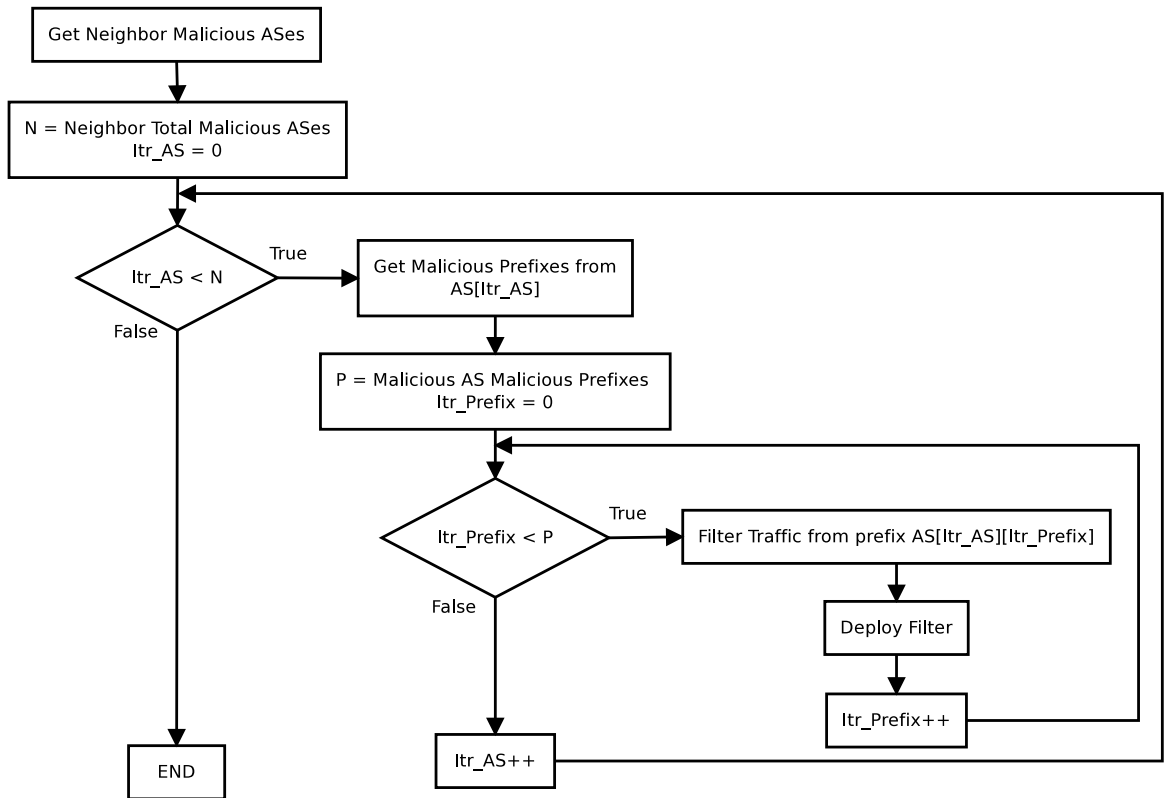 Get Neighbor Malicious ASes
N = Neighbor Total Malicious ASes
Itr_AS = 0
Itr_AS < N
True
False
Get Malicious Prefixes from
AS[Itr_AS]
P = Malicious AS Malicious Prefixes
Itr_Prefix = 0
Itr_Prefix < P
True
False
Filter Traffic from prefix AS[Itr_AS][Itr_Prefix]
Deploy Filter
Itr_Prefix++
Itr_AS++
END